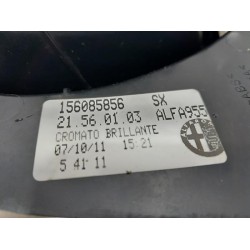 156085856 SX
21.56.01.03 ALFA955
CROMATO BRILLANTE
07/10/11 15:21
5 41 11